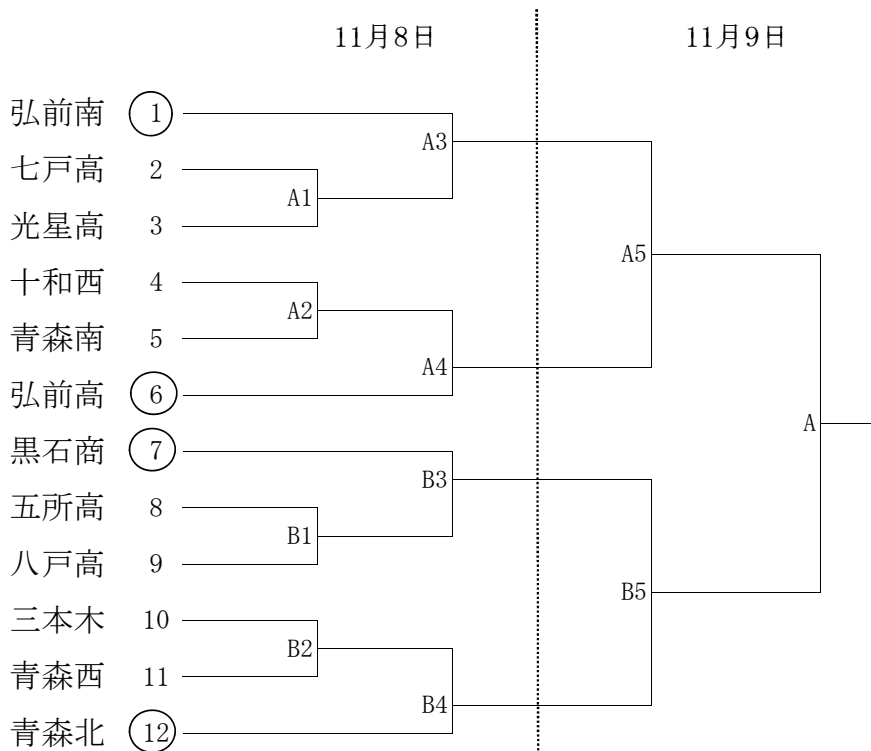 11月8日 11月9日
弘前南 1
A3
七戸高 2
A1
光星高 3
A5
十和西 4
A2
青森南 5
A4
弘前高 6
A
黒石商 7
B3
五所高 8
B1
八戸高 9
B5
三本木 10
B2
青森西 11
B4
青森北 12